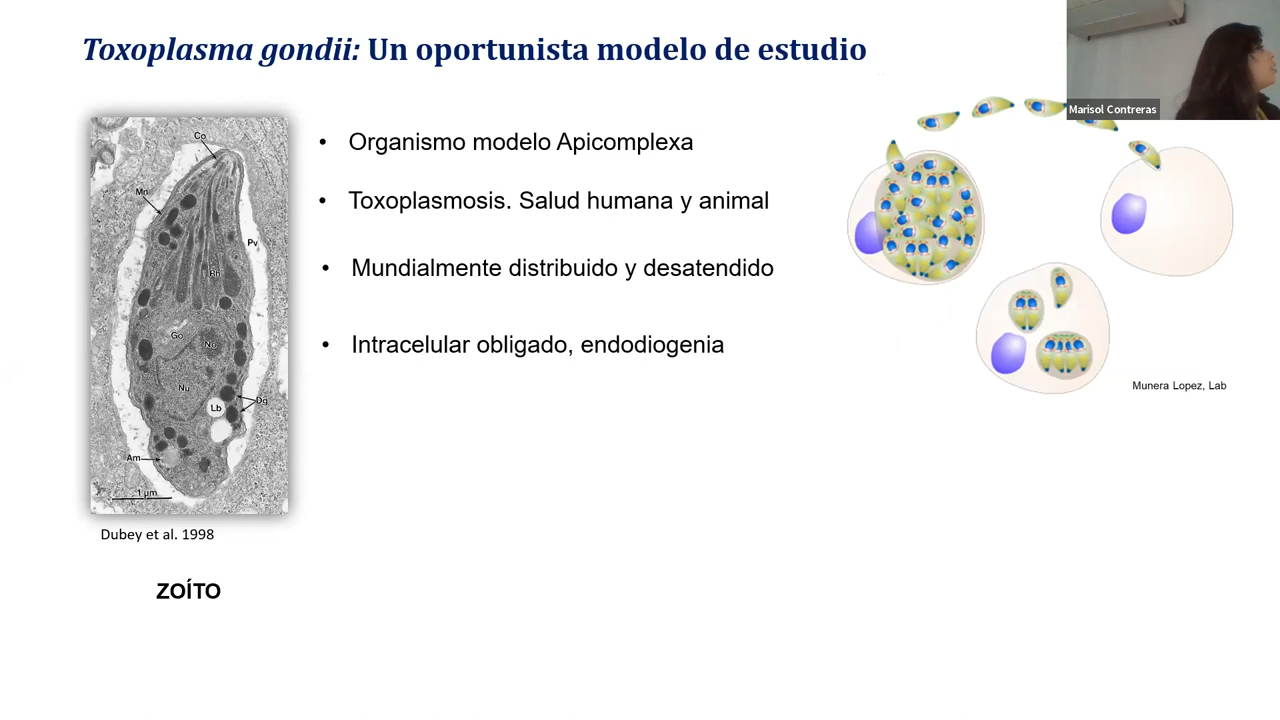 Toxoplasma gondii: Un oportunista modelo de estudio
Marisol Contreras
• Organismo modelo Apicomplexa
• Toxoplasmosis. Salud humana y animal
• Mundialmente distribuido y desatendido
• Intracelular obligado, endodiogenia
Co
Mn
Pv
Rh
Go
No
Nu
Lb
Dg
Am
1 µm
Munera Lopez, Lab
Dubey et al. 1998
ZOÍTO